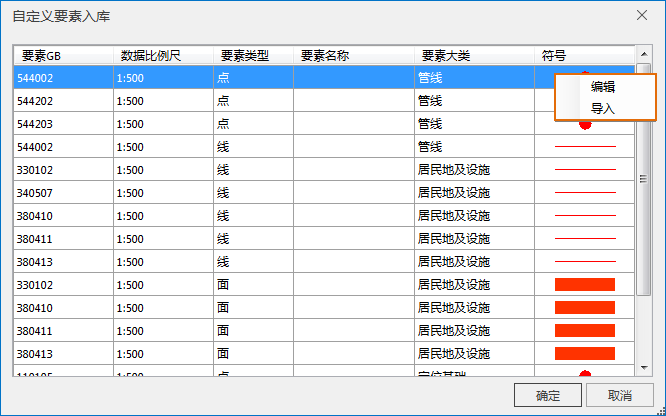 自定义要素入库
要素GB 数据比例尺 要素类型 要素名称 要素大类 符号
544002 1:500 点 管线
编辑
544202 1:500 点 管线
导入
544203 1:500 点 管线
544002 1:500 线 管线
330102 1:500 线 居民地及设施
340507 1:500 线 居民地及设施
380410 1:500 线 居民地及设施
380411 1:500 线 居民地及设施
380413 1:500 线 居民地及设施
330102 1:500 面 居民地及设施
380410 1:500 面 居民地及设施
380411 1:500 面 居民地及设施
380413 1:500 面 居民地及设施
110105 1:500 点 定位基础
确定 取消